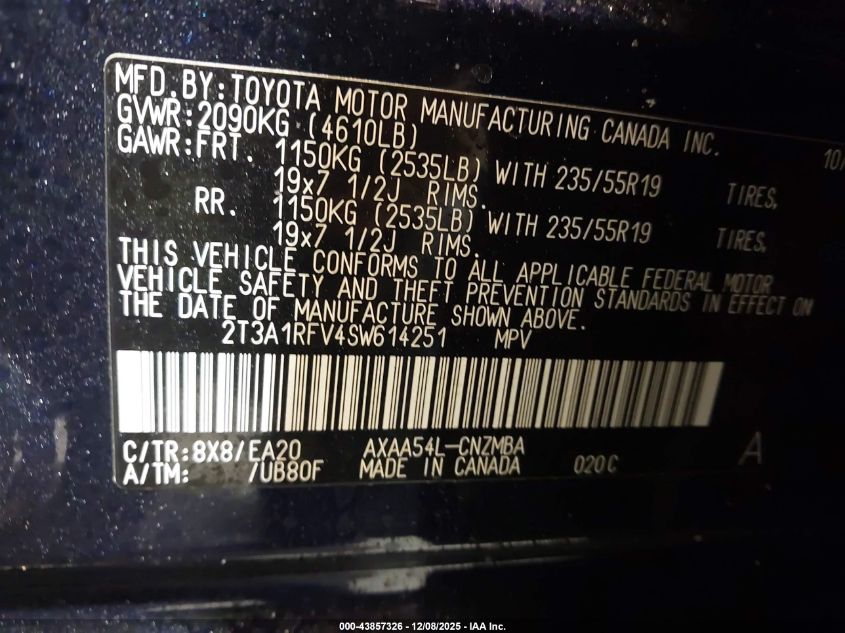 MFD.BY:TOYOTA MOTOR MANUFACTURING CANADA INC. 10/
GVWR:2090KG (4610LB)
GAWR:FRT. 1150KG (2535LB) WITH 235/55R19 TIRES,
19x7 1/2J RIMS.
RR. 1150KG (2535LB) WITH 235/55R19 TIRES,
19x7 1/2J RIMS.
THIS VEHICLE CONFORMS TO ALL APPLICABLE FEDERAL MOTOR
VEHICLE SAFETY AND THEFT PREVENTION STANDARDS IN EFFECT ON
THE DATE OF MANUFACTURE SHOWN ABOVE.
2T3A1RFV4SW614251 MPV
C/TR:8X8/EA20 AXAA54L-CNZMBA A
A/TM: /UB80F MADE IN CANADA 020C
000-43857326 - 12/08/2025 - IAA Inc.